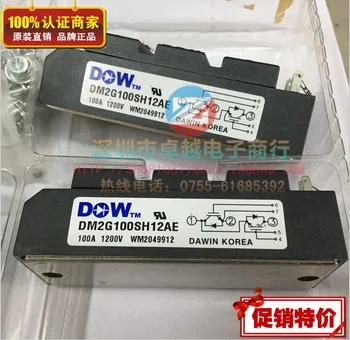 100%认证商家
原装直销 品质保证
DAWIN™
DM2G100SH12AE
100A 1200V WM2049912
DAWIN KOREA
深圳市卓越电子商行
热线电话：0755-61685392
DOW™
DM2G100SH12AE
100A 1200V WM2049912
DAWIN KOREA
促销特价